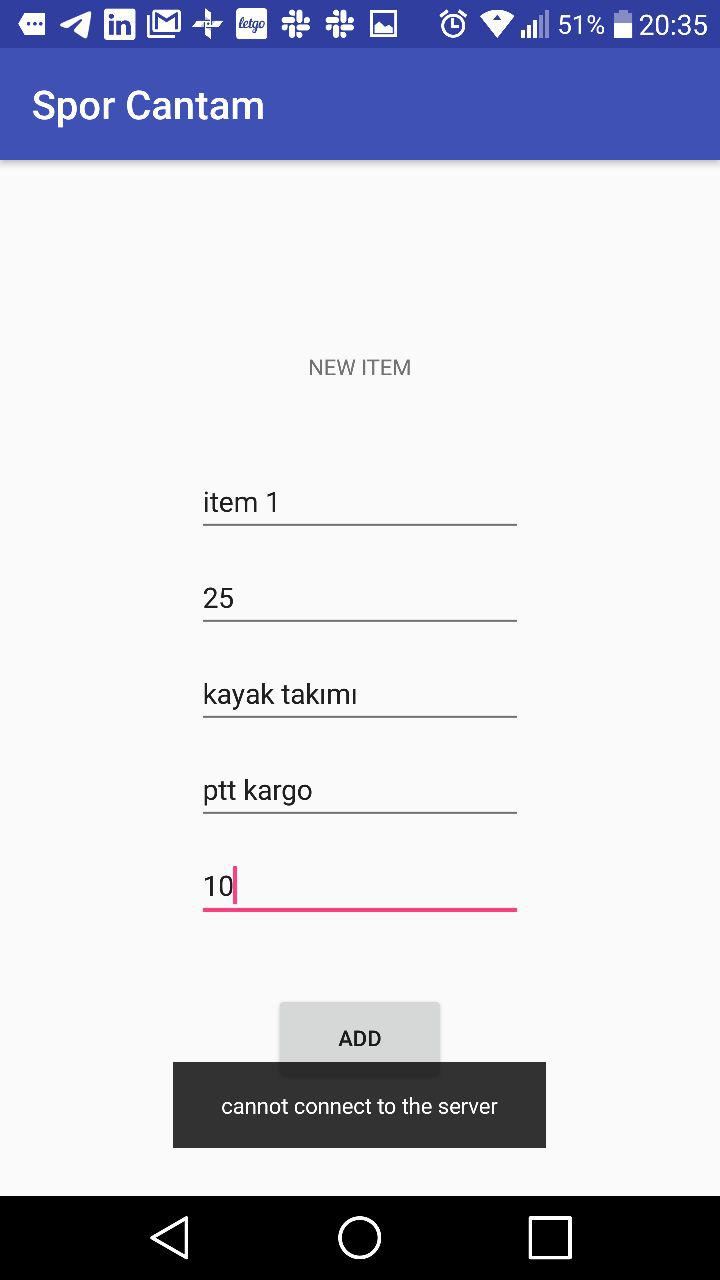 letgo 51% 20:35
Spor Cantam
NEW ITEM
item 1
25
kayak takımı
ptt kargo
10
ADD
cannot connect to the server